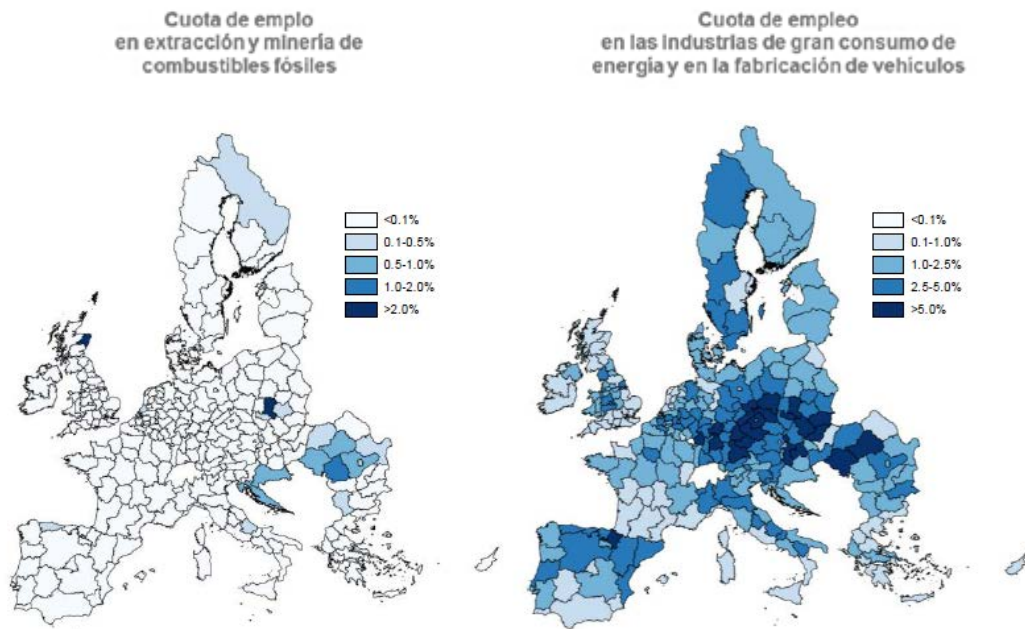 Cuota de emplo
en extracción y minería de
combustibles fósiles
<0.1%
0.1-0.5%
0.5-1.0%
1.0-2.0%
>2.0%
Cuota de empleo
en las industrias de gran consumo de
energía y en la fabricación de vehículos
<0.1%
0.1-1.0%
1.0-2.5%
2.5-5.0%
>5.0%